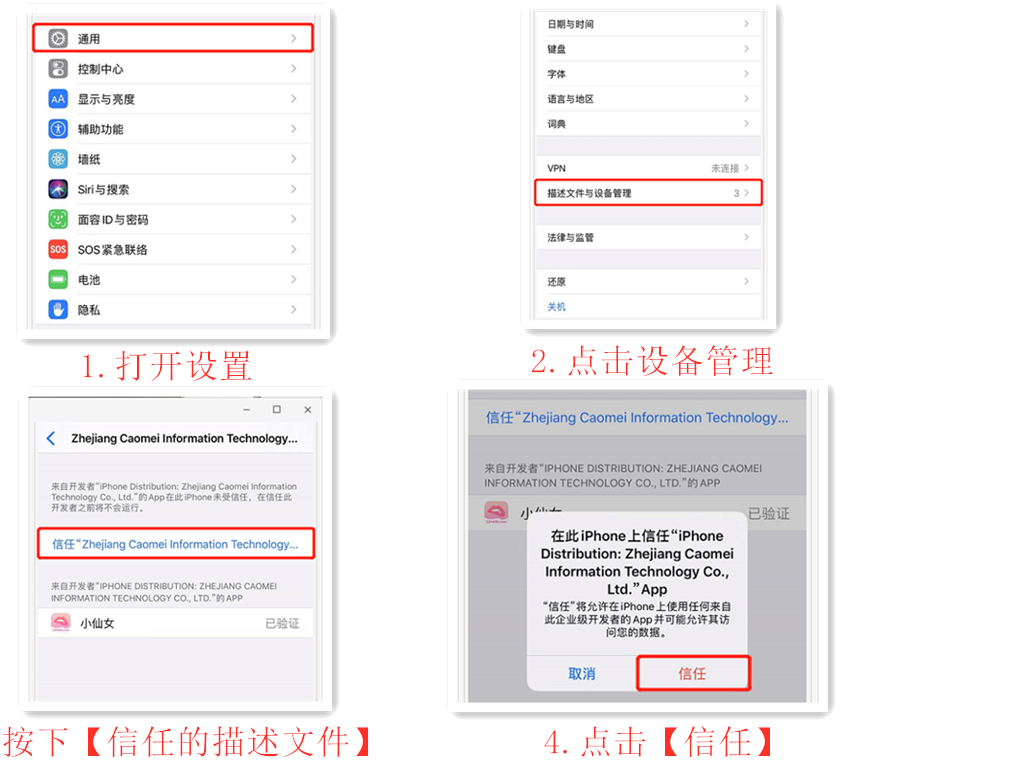 通用
控制中心
AA
显示与亮度
辅助功能
墙纸
Siri与搜索
面容ID与密码
SOS
SOS紧急联络
电池
隐私
1.打开设置
日期与时间
键盘
字体
语言与地区
词典
VPN 未连接
描述文件与设备管理 3
法律与监管
还原
关机
2.点击设备管理
Zhejiang Caomei Information Technology...
来自开发者“iPhone Distribution: Zhejiang Caomei Information
Technology Co., Ltd.”的App在此iPhone未受信任，在信任此
开发者之前将不会运行。
信任“Zhejiang Caomei Information Technology...
来自开发者“IPHONE DISTRIBUTION: ZHEJIANG CAOMEI
INFORMATION TECHNOLOGY CO., LTD.”的 APP
小仙女 已验证
按下【信任的描述文件】
信任“Zhejiang Caomei Information Technology...
来自开发者“IPHONE DISTRIBUTION: ZHEJIANG CAOMEI
INFORMATION TECHNOLOGY CO., LTD.”的 APP
小仙女 已验证
在此iPhone上信任“iPhone
Distribution: Zhejiang Caomei
Information Technology Co.,
Ltd.”App
“信任”将允许在iPhone上使用任何来自
此企业级开发者的 App 并可能允许其访
问您的数据。
取消 信任
4.点击【信任】